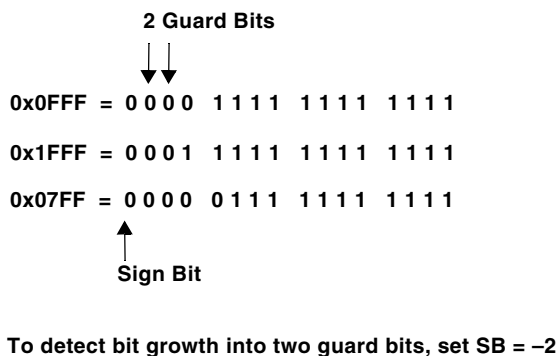 2 Guard Bits
0x0FFF = 0 0 0 0 1 1 1 1 1 1 1 1 1 1 1 1
0x1FFF = 0 0 0 1 1 1 1 1 1 1 1 1 1 1 1 1
0x07FF = 0 0 0 0 0 1 1 1 1 1 1 1 1 1 1 1
Sign Bit
To detect bit growth into two guard bits, set SB = –2